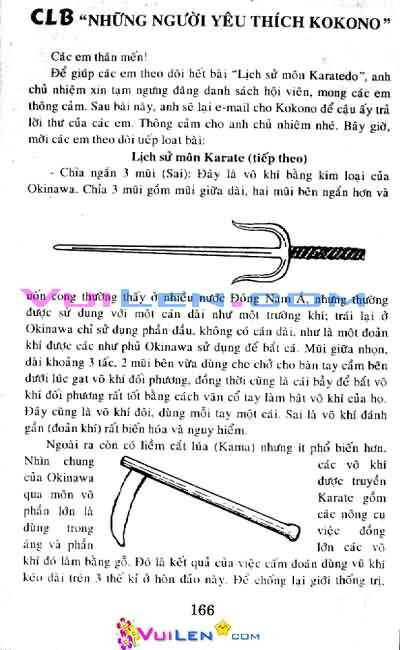 CLB "NHỮNG NGƯỜI YÊU THÍCH KOKONO"
Các em thân mến!
Để giúp các em theo dõi hết bài "Lịch sử môn Karatedo", anh
chủ nhiệm xin tạm ngưng đăng danh sách hội viên, mong các em
thông cảm. Sau bài này, anh sẽ lại e-mail cho Kokono để cậu ấy trả
lời thư của các em. Thông cảm cho anh chủ nhiệm nhé. Bây giờ,
mời các em theo dõi tiếp loạt bài:
Lịch sử môn Karate (tiếp theo)
- Chĩa ngắn 3 mũi (Sai): Đây là võ khí bằng kim loại của
Okinawa. Chĩa 3 mũi gồm mũi giữa dài, hai mũi bên ngắn hơn và
uốn cong thường thấy ở nhiều nước Đông Nam Á, nhưng thường
được sử dụng với một cán dài như một trường khí; trái lại ở
Okinawa chỉ sử dụng phần đầu, không có cán dài, như là một đoản
khí được các như phủ Okinawa sử dụng để bắt cá. Mũi giữa nhọn,
dài khoảng 3 tấc, 2 mũi bên vừa dùng che chở cho bàn tay cầm bên
dưới lúc gạt võ khí đối phương, đồng thời cũng là cái bẫy để bắt võ
khí đối phương rất tốt bằng cách vặn cổ tay làm bật võ khí của họ.
Đây cũng là võ khí đôi, dùng mỗi tay một cái. Sai là võ khí đánh
gần (đoản khí) rất biến hóa và nguy hiểm.
Ngoài ra còn có liềm cắt lúa (Kama) nhưng ít phổ biến hơn.
Nhìn chung các võ khí
của Okinawa được truyền
qua môn võ Karate gồm
phần lớn là các nông cụ
dùng trong việc đồng
áng và phần lớn các võ
khí đó làm bằng gỗ. Đó là kết quả của việc cấm đoán dùng vũ khí
kéo dài trên 3 thế kỉ ở hòn đảo này. Để chống lại giới thống trị,
166
VUILEN.COM
VUILEN.COM